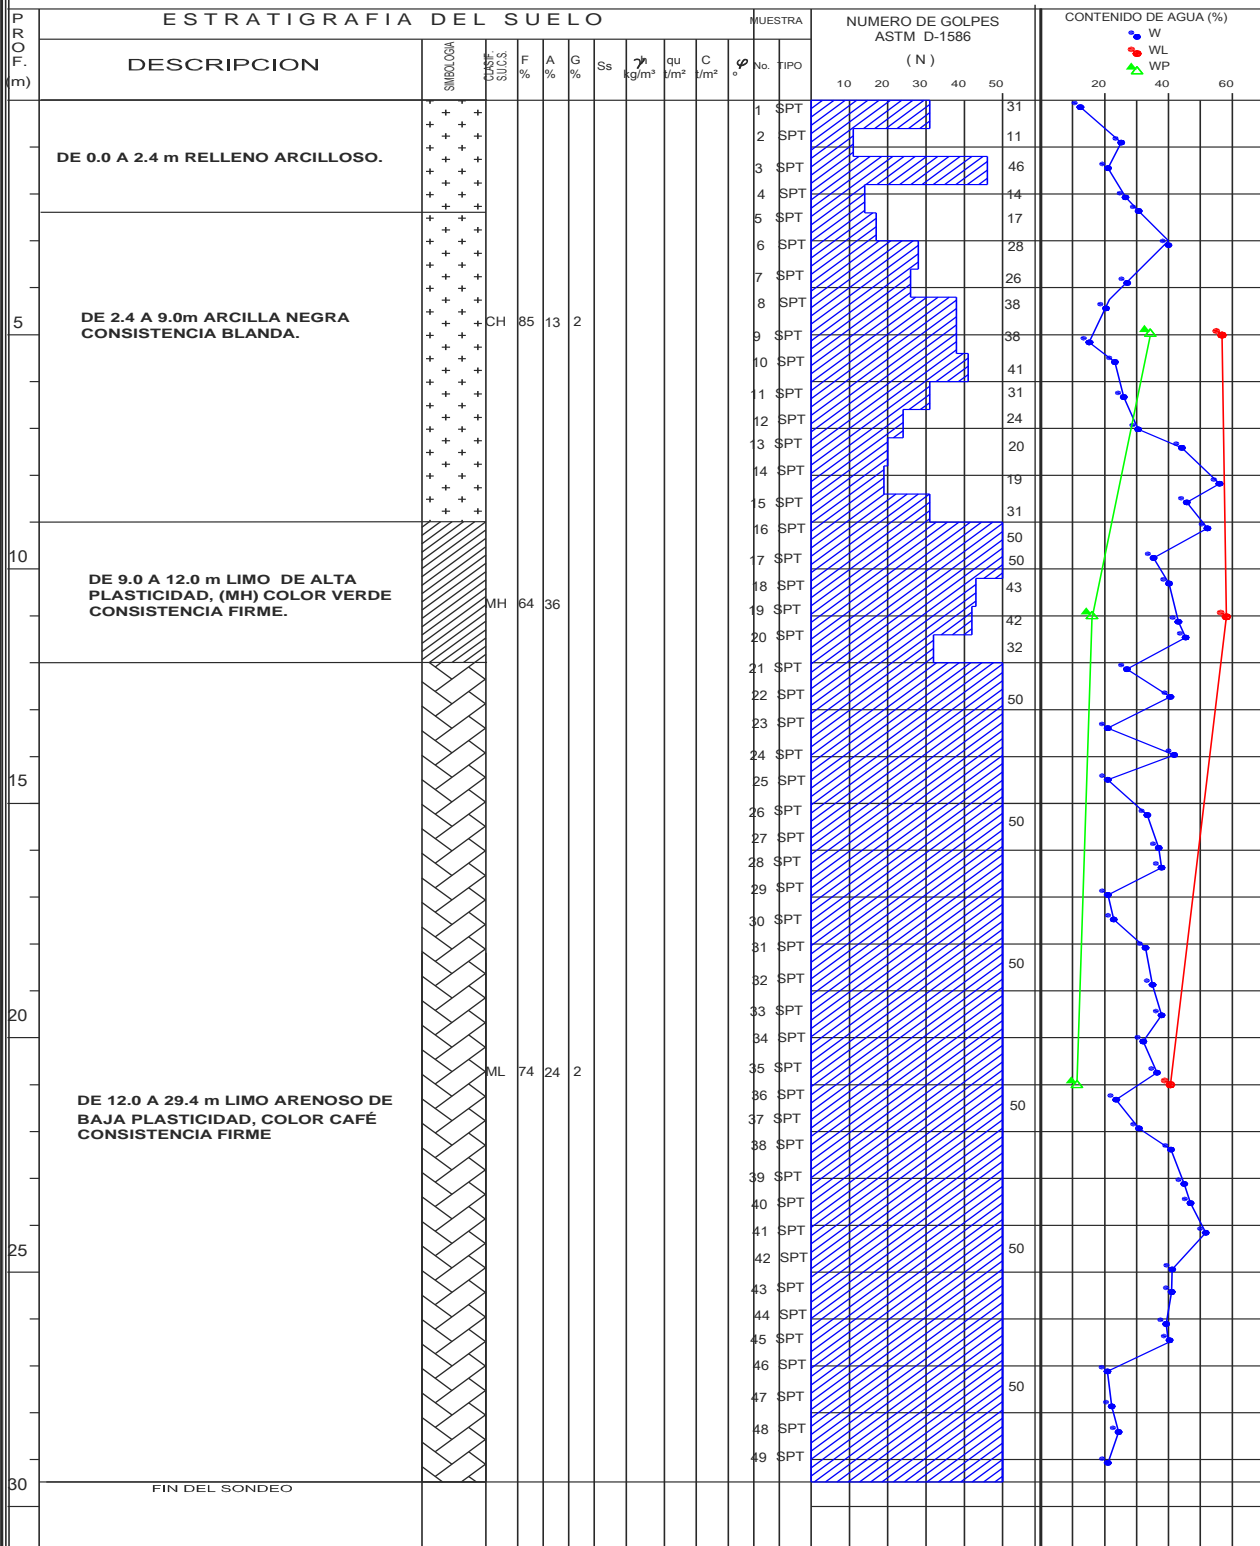 PROF. (m)
ESTRATIGRAFIA DEL SUELO
DESCRIPCION
SIMBOLOGIA
CLASIF. S.U.C.S.
F %
A %
G %
Ss
kg/m³
qu t/m²
C t/m²
φ °
MUESTRA
No. TIPO
NUMERO DE GOLPES
ASTM D-1586
( N )
10 20 30 40 50
CONTENIDO DE AGUA (%)
W
WL
WP
20 40 60
DE 0.0 A 2.4 m RELLENO ARCILLOSO.
DE 2.4 A 9.0m ARCILLA NEGRA
CONSISTENCIA BLANDA.
CH 85 13 2
DE 9.0 A 12.0 m LIMO DE ALTA
PLASTICIDAD, (MH) COLOR VERDE
CONSISTENCIA FIRME.
MH 64 36
DE 12.0 A 29.4 m LIMO ARENOSO DE
BAJA PLASTICIDAD, COLOR CAFÉ
CONSISTENCIA FIRME
ML 74 24 2
FIN DEL SONDEO
5
10
15
20
25
30
1 SPT 31
2 SPT 11
3 SPT 46
4 SPT 14
5 SPT 17
6 SPT 28
7 SPT 26
8 SPT 38
9 SPT 38
10 SPT 41
11 SPT 31
12 SPT 24
13 SPT 20
14 SPT 19
15 SPT 31
16 SPT 50
17 SPT 50
18 SPT 43
19 SPT 42
20 SPT 32
21 SPT
22 SPT 50
23 SPT
24 SPT
25 SPT
26 SPT 50
27 SPT
28 SPT
29 SPT
30 SPT
31 SPT 50
32 SPT
33 SPT
34 SPT
35 SPT
36 SPT 50
37 SPT
38 SPT
39 SPT
40 SPT
41 SPT 50
42 SPT
43 SPT
44 SPT
45 SPT
46 SPT 50
47 SPT
48 SPT
49 SPT